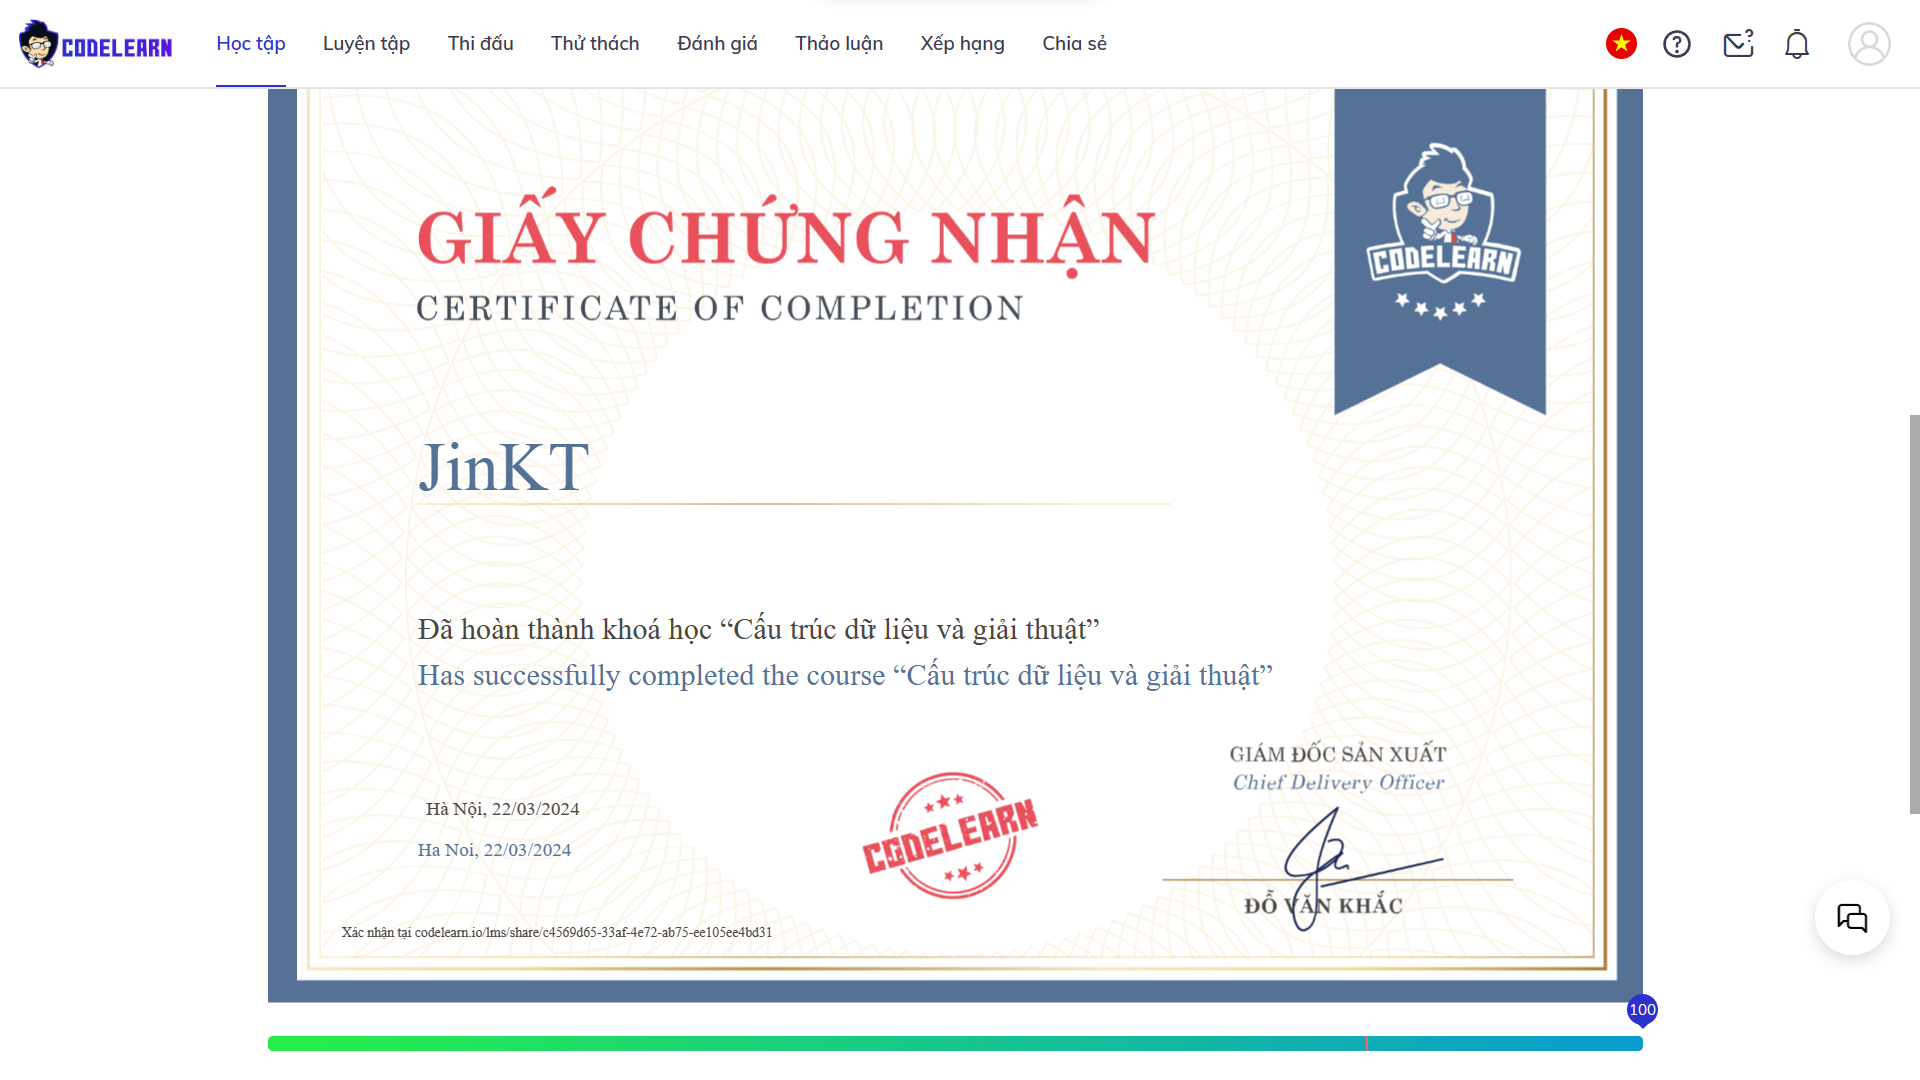 CODELEARN
Học tập
Luyện tập
Thi đấu
Thử thách
Đánh giá
Thảo luận
Xếp hạng
Chia sẻ
CODELEARN
GIẤY CHỨNG NHẬN
CERTIFICATE OF COMPLETION
JinKT
Đã hoàn thành khoá học “Cấu trúc dữ liệu và giải thuật”
Has successfully completed the course “Cấu trúc dữ liệu và giải thuật”
GIÁM ĐỐC SẢN XUẤT
Chief Delivery Officer
Hà Nội, 22/03/2024
Ha Noi, 22/03/2024
CODELEARN
ĐỖ VĂN KHẮC
Xác nhận tại codelearn.io/lms/share/c4569d65-33af-4e72-ab75-ee105ee4bd31
100